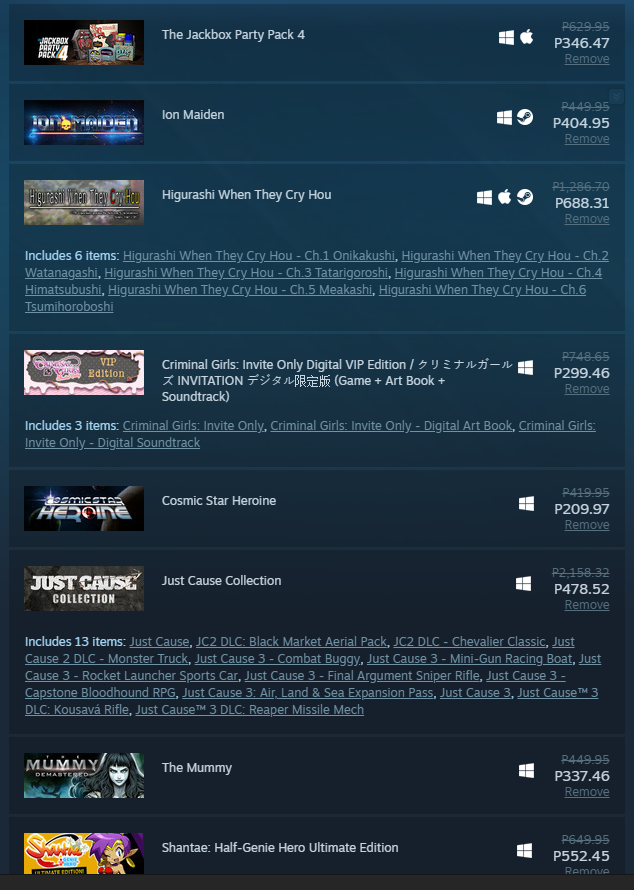 THE JACKBOX PARTY PACK 4
The Jackbox Party Pack 4
P629.95
P346.47
Remove
ION MAIDEN
Ion Maiden
P449.95
P404.95
Remove
Higurashi When They Cry Hou
Higurashi When They Cry Hou
P1,286.70
P688.31
Remove
Includes 6 items: Higurashi When They Cry Hou - Ch.1 Onikakushi, Higurashi When They Cry Hou - Ch.2
Watanagashi, Higurashi When They Cry Hou - Ch.3 Tatarigoroshi, Higurashi When They Cry Hou - Ch.4
Himatsubushi, Higurashi When They Cry Hou - Ch.5 Meakashi, Higurashi When They Cry Hou - Ch.6
Tsumihoroboshi
VIP
Edition
Criminal Girls: Invite Only Digital VIP Edition / クリミナルガール
ズ INVITATION デジタル限定版 (Game + Art Book +
Soundtrack)
P748.65
P299.46
Remove
Includes 3 items: Criminal Girls: Invite Only, Criminal Girls: Invite Only - Digital Art Book, Criminal Girls:
Invite Only - Digital Soundtrack
COSMIC STAR
HEROINE
Cosmic Star Heroine
P419.95
P209.97
Remove
JUST CAUSE
COLLECTION
Just Cause Collection
P2,158.32
P478.52
Remove
Includes 13 items: Just Cause, JC2 DLC: Black Market Aerial Pack, JC2 DLC - Chevalier Classic, Just
Cause 2 DLC - Monster Truck, Just Cause 3 - Combat Buggy, Just Cause 3 - Mini-Gun Racing Boat, Just
Cause 3 - Rocket Launcher Sports Car, Just Cause 3 - Final Argument Sniper Rifle, Just Cause 3 -
Capstone Bloodhound RPG, Just Cause 3: Air, Land & Sea Expansion Pass, Just Cause 3, Just Cause™ 3
DLC: Kousavá Rifle, Just Cause™ 3 DLC: Reaper Missile Mech
THE
MUMMY
DEMASTERED
The Mummy
P449.95
P337.46
Remove
Shantae
ULTIMATE EDITION!
Shantae: Half-Genie Hero Ultimate Edition
P649.95
P552.45
Remove